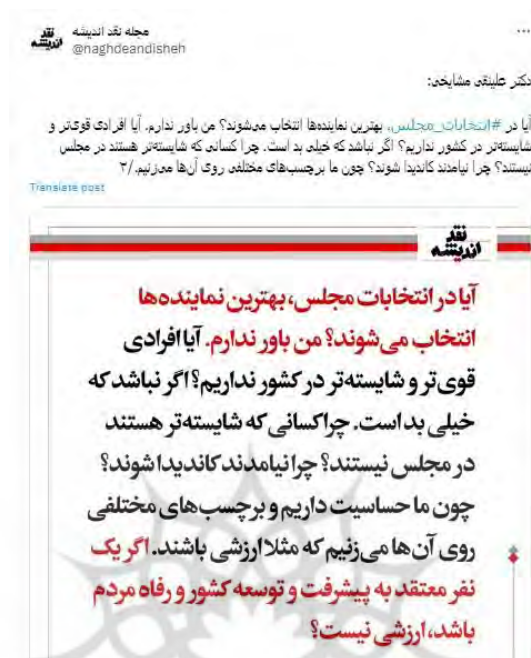 مجله نقد اندیشه
نقد اندیشه
@naghdeandisheh
...
دکتر علینقی مشایخی:
آیا در #انتخابات_مجلس، بهترین نماینده‌ها انتخاب می‌شوند؟ من باور ندارم. آیا افرادی قوی‌تر و
شایسته‌تر در کشور نداریم؟ اگر نباشد که خیلی بد است. چرا کسانی که شایسته‌تر هستند در مجلس
نیستند؟ چرا نیامدند کاندیدا شوند؟ چون ما برچسب‌های مختلفی روی آن‌ها می‌زنیم./۲
Translate post
نقد
اندیشه
آیا در انتخابات مجلس، بهترین نماینده‌ها
انتخاب می‌شوند؟ من باور ندارم. آیا افرادی
قوی‌تر و شایسته‌تر در کشور نداریم؟ اگر نباشد که
خیلی بد است. چرا کسانی که شایسته‌تر هستند
در مجلس نیستند؟ چرا نیامدند کاندیدا شوند؟
چون ما حساسیت داریم و برچسب‌های مختلفی
روی آن‌ها می‌زنیم که مثلا ارزشی باشند. اگر یک
نفر معتقد به پیشرفت و توسعه کشور و رفاه مردم
باشد، ارزشی نیست؟